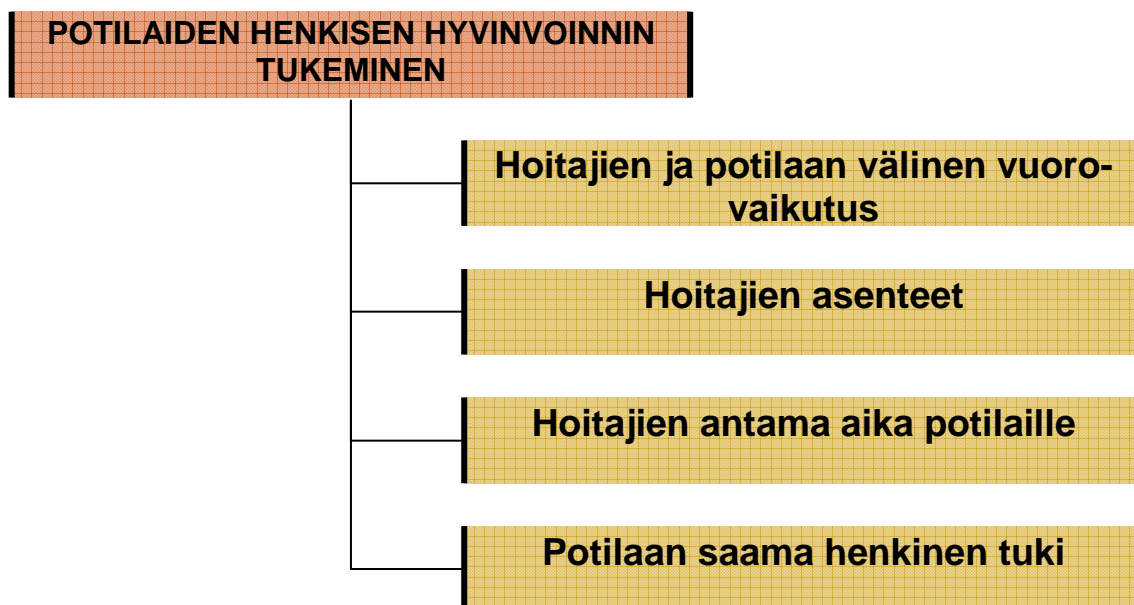 POTILAIDEN HENKISEN HYVINVOINNIN
TUKEMINEN
Hoitajien ja potilaan välinen vuoro-
vaikutus
Hoitajien asenteet
Hoitajien antama aika potilaille
Potilaan saama henkinen tuki